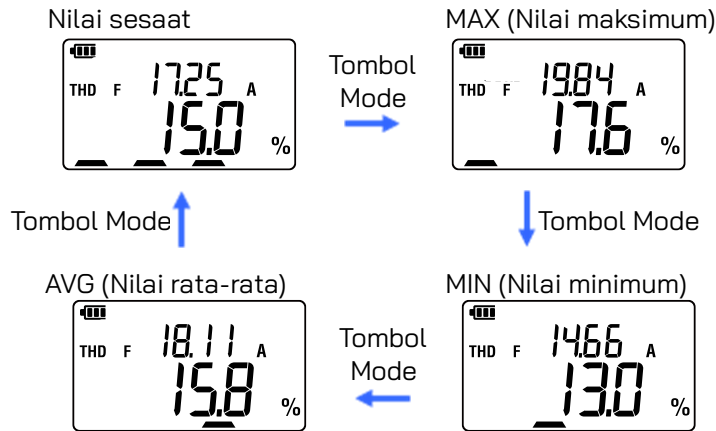 Nilai sesaat
THD F 17.25 A
15.0 %
Tombol
Mode
MAX (Nilai maksimum)
THD F 19.84 A
17.6 %
Tombol Mode
Tombol Mode
AVG (Nilai rata-rata)
THD F 18.11 A
15.8 %
Tombol
Mode
MIN (Nilai minimum)
THD F 14.66 A
13.0 %